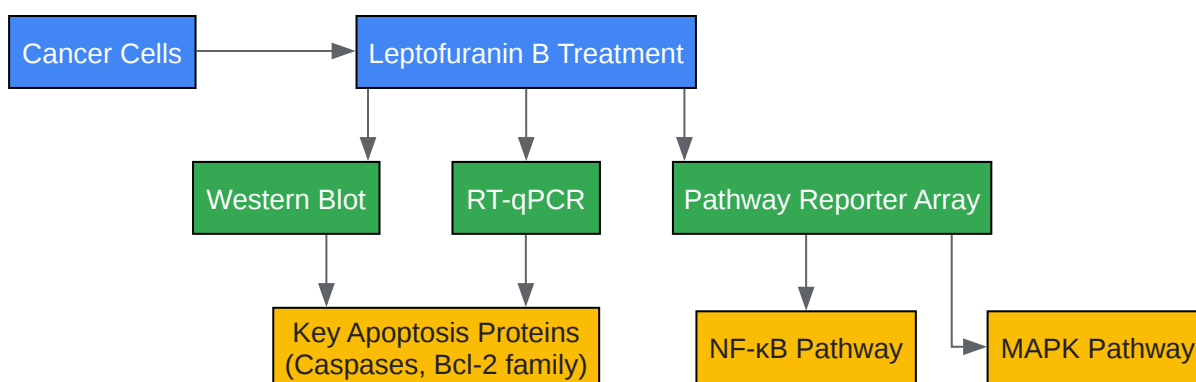 Cancer Cells
Leptofuranin B Treatment
Western Blot
RT-qPCR
Pathway Reporter Array
Key Apoptosis Proteins
(Caspases, Bcl-2 family)
NF-κB Pathway
MAPK Pathway